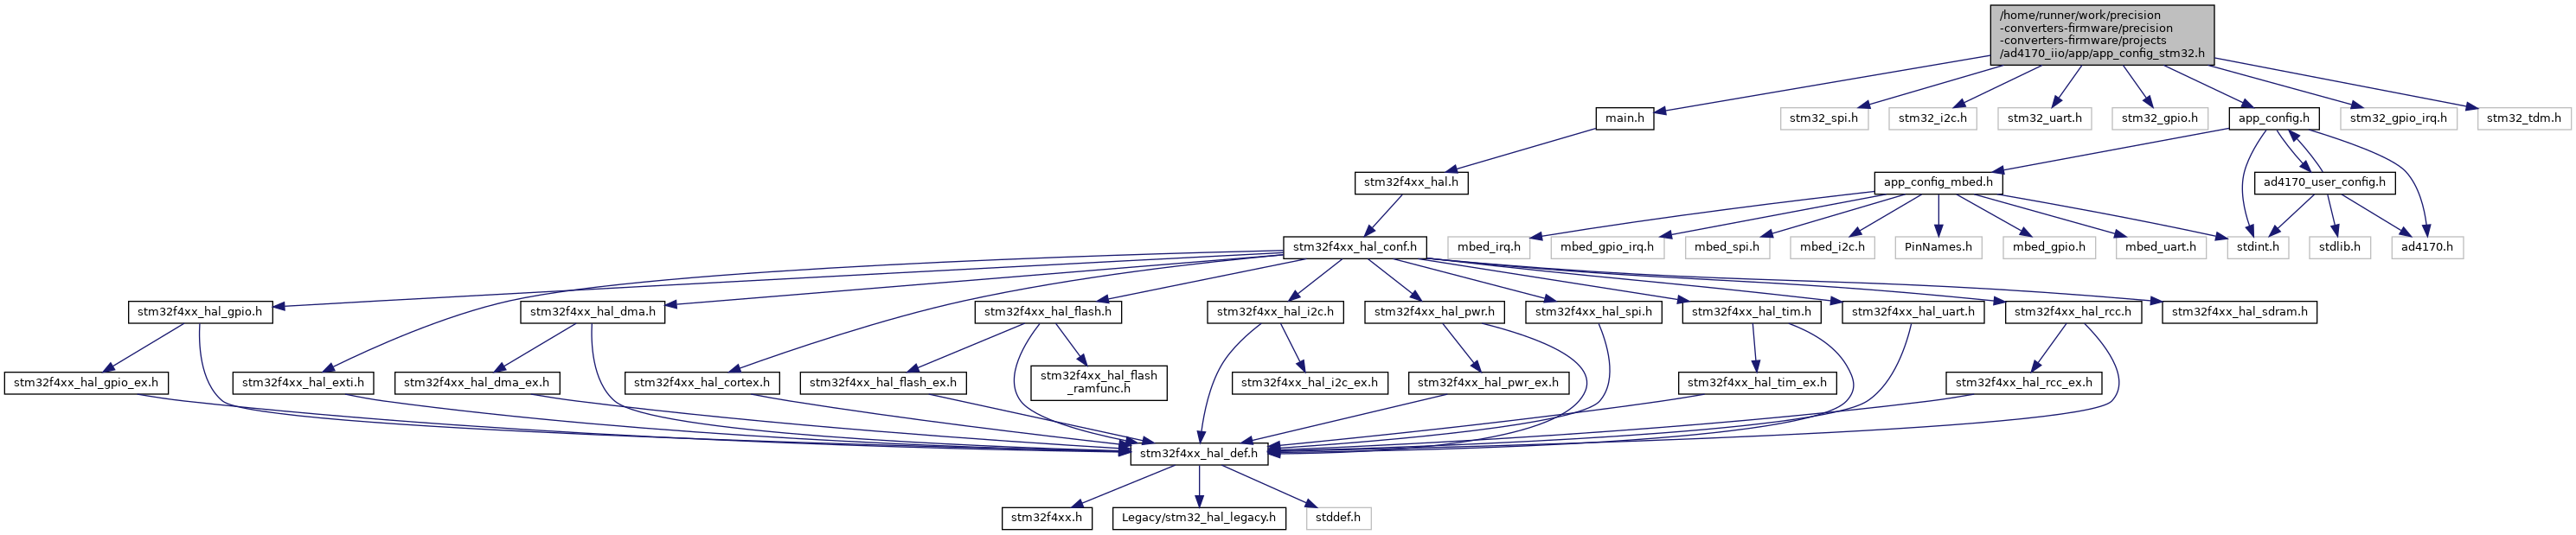 /home/runner/work/precision
-converters-firmware/precision
-converters-firmware/projects
/ad4170_iio/app/app_config_stm32.h
main.h
stm32_spi.h
stm32_i2c.h
stm32_uart.h
stm32_gpio.h
app_config.h
stm32_gpio_irq.h
stm32_tdm.h
stm32f4xx_hal.h
app_config_mbed.h
ad4170_user_config.h
stm32f4xx_hal_conf.h
mbed_irq.h
mbed_gpio_irq.h
mbed_spi.h
mbed_i2c.h
PinNames.h
mbed_gpio.h
mbed_uart.h
stdint.h
stdlib.h
ad4170.h
stm32f4xx_hal_gpio.h
stm32f4xx_hal_dma.h
stm32f4xx_hal_flash.h
stm32f4xx_hal_i2c.h
stm32f4xx_hal_pwr.h
stm32f4xx_hal_spi.h
stm32f4xx_hal_tim.h
stm32f4xx_hal_uart.h
stm32f4xx_hal_rcc.h
stm32f4xx_hal_sdram.h
stm32f4xx_hal_gpio_ex.h
stm32f4xx_hal_exti.h
stm32f4xx_hal_dma_ex.h
stm32f4xx_hal_cortex.h
stm32f4xx_hal_flash_ex.h
stm32f4xx_hal_flash
_ramfunc.h
stm32f4xx_hal_i2c_ex.h
stm32f4xx_hal_pwr_ex.h
stm32f4xx_hal_tim_ex.h
stm32f4xx_hal_rcc_ex.h
stm32f4xx_hal_def.h
stm32f4xx.h
Legacy/stm32_hal_legacy.h
stddef.h